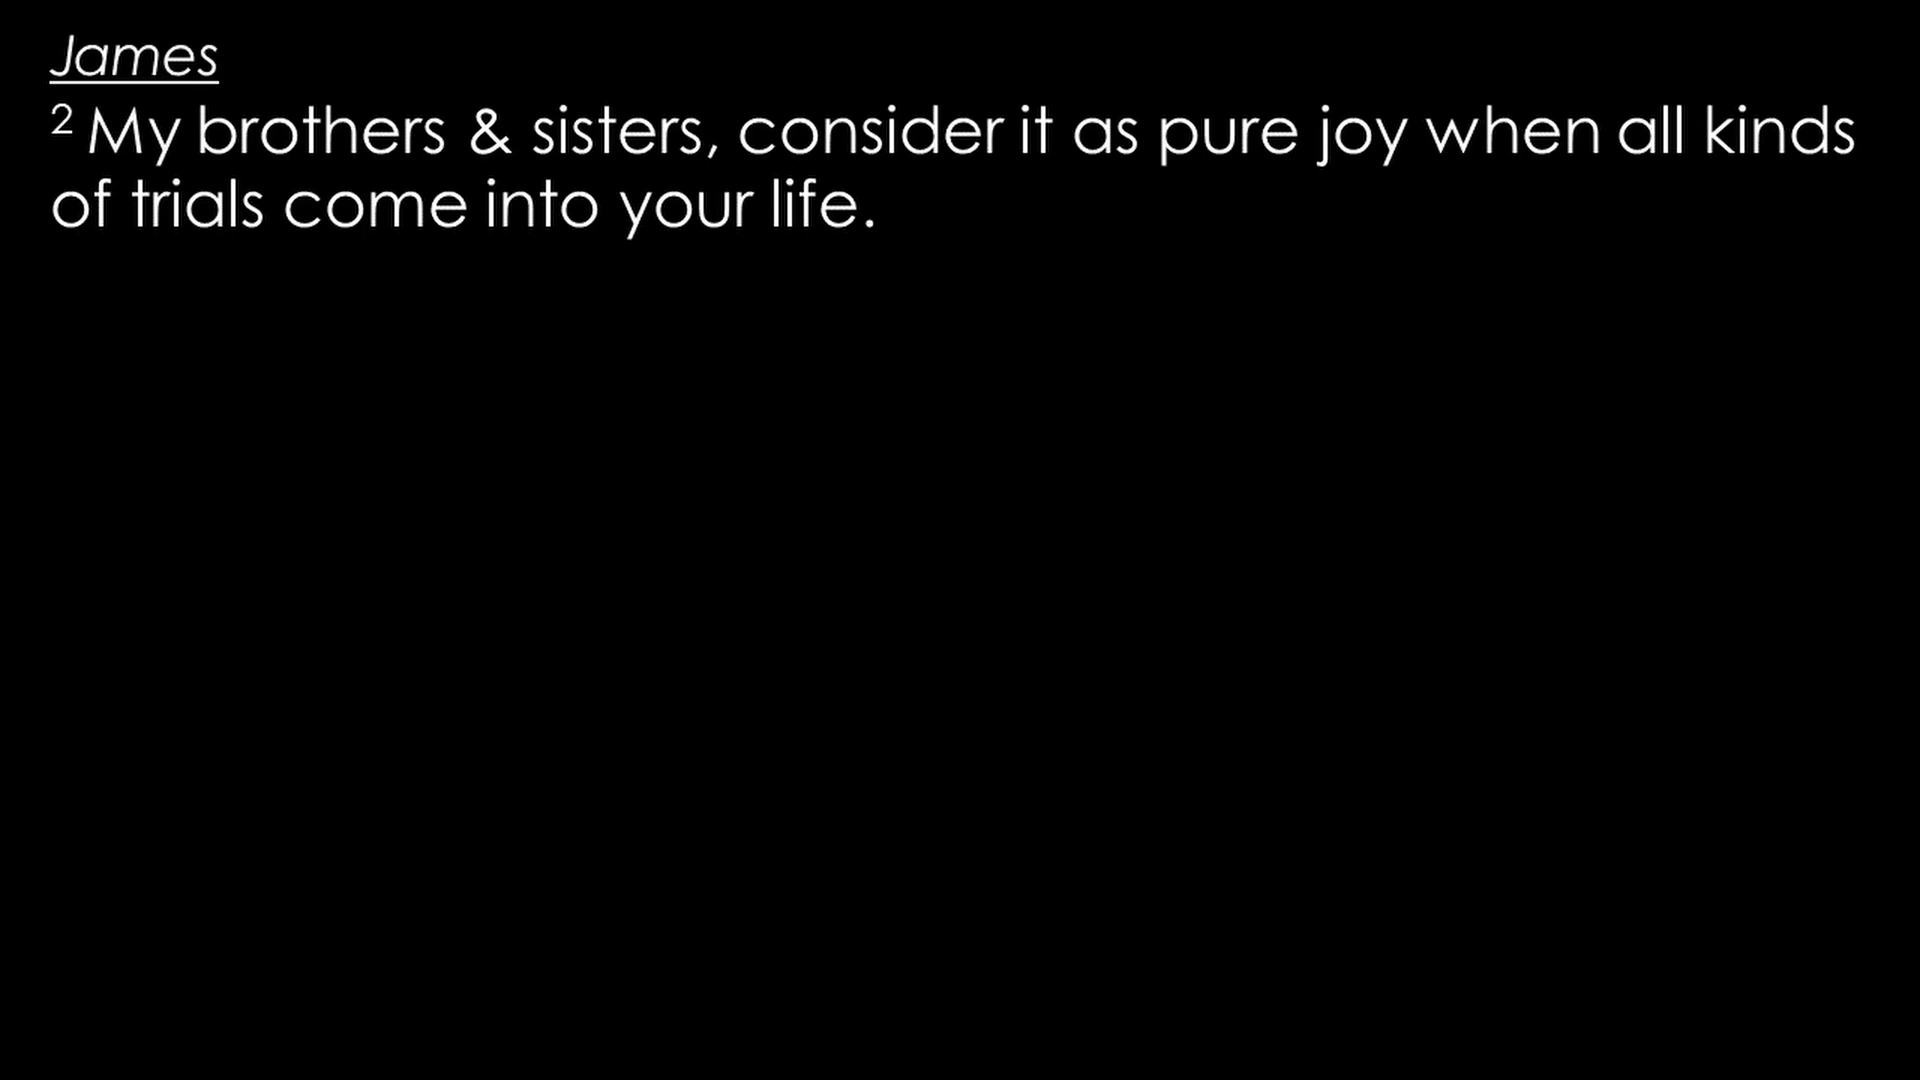 James
2 My brothers & sisters, consider it as pure joy when all kinds
of trials come into your life.